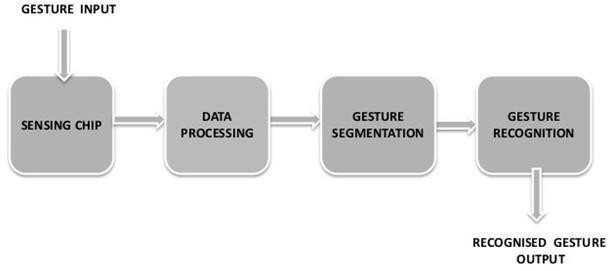 GESTURE INPUT
SENSING CHIP
DATA
PROCESSING
GESTURE
SEGMENTATION
GESTURE
RECOGNITION
RECOGNISED GESTURE
OUTPUT